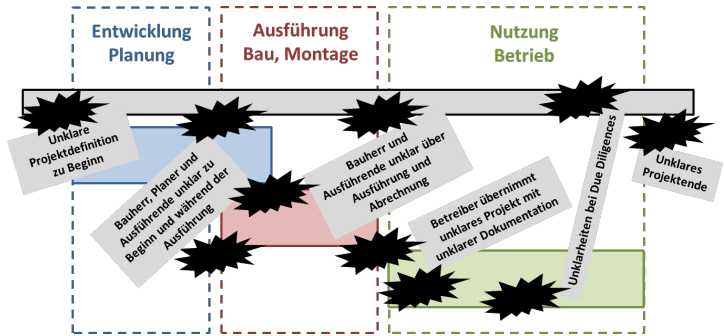 Entwicklung
Planung
Ausführung
Bau, Montage
Nutzung
Betrieb
Unklare
Projektdefinition
zu Beginn
Bauherr, Planer und
Ausführende unklar zu
Beginn und während der
Ausführung
Bauherr und
Ausführende unklar über
Ausführung und
Abrechnung
Betreiber übernimmt
unklares Projekt mit
unklarer Dokumentation
Unklarheiten bei Due Diligences
Unklares
Projektende